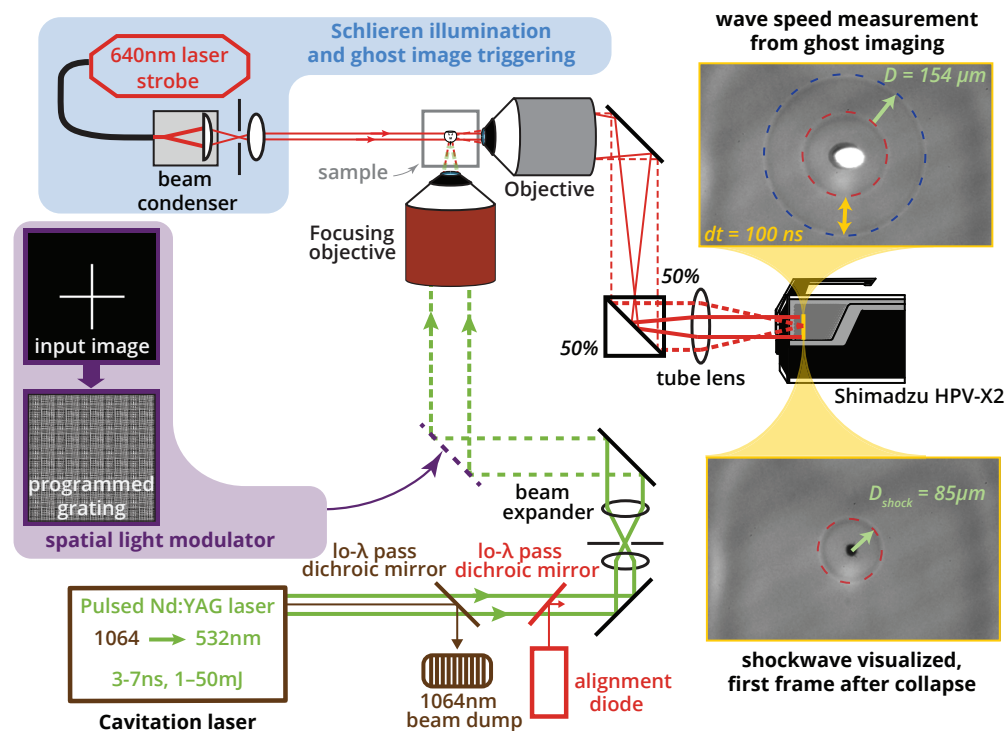 Schlieren illumination
and ghost image triggering
640nm laser
strobe
beam
condenser
sample
Objective
Focusing
objective
wave speed measurement
from ghost imaging
D = 154 µm
dt = 100 ns
input image
programmed
grating
spatial light modulator
50%
50%
tube lens
Shimadzu HPV-X2
beam
expander
D_shock = 85µm
shockwave visualized,
first frame after collapse
lo-λ pass
dichroic mirror
lo-λ pass
dichroic mirror
Pulsed Nd:YAG laser
1064 532nm
3-7ns, 1–50mJ
Cavitation laser
1064nm
beam dump
alignment
diode